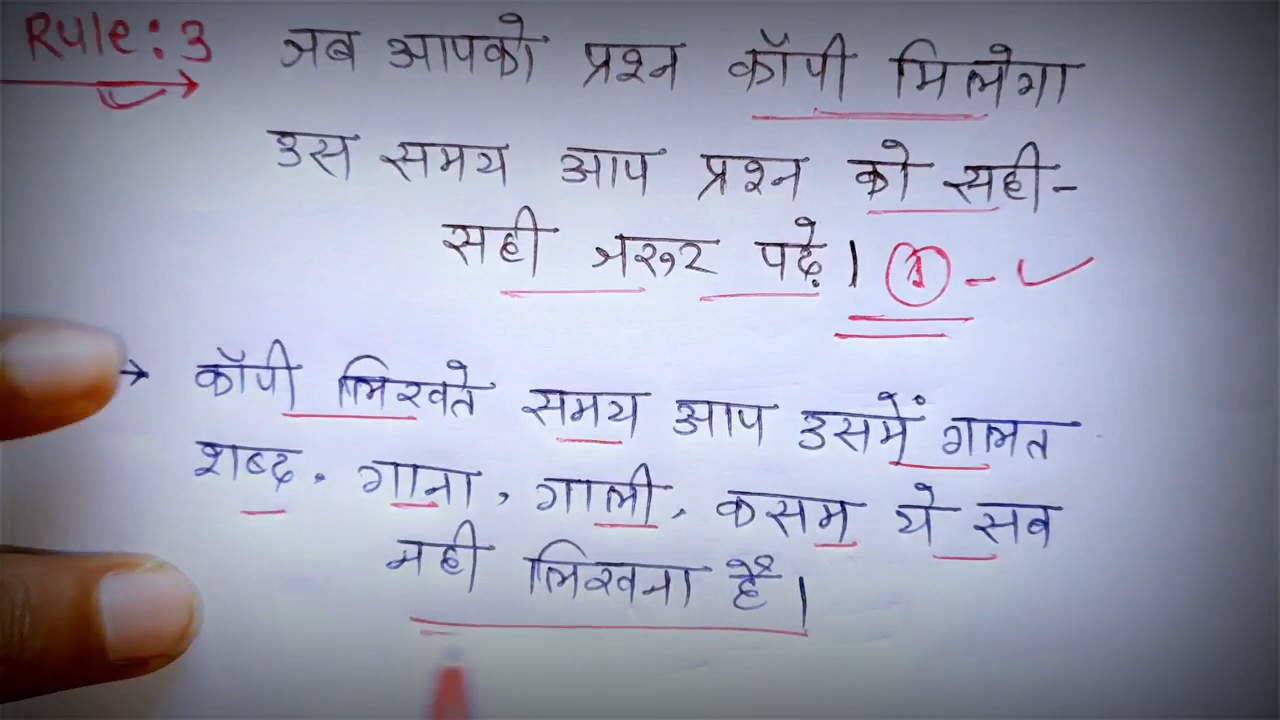 Rule: 3 जब आपको प्रश्न कॉपी मिलेगा
उस समय आप प्रश्न को सही-
सही जरूर पढ़े। ①-✓
→ कॉपी लिखते समय आप उसमें गलत
शब्द, गाना, गाली, कसम ये सब
नही लिखना है।